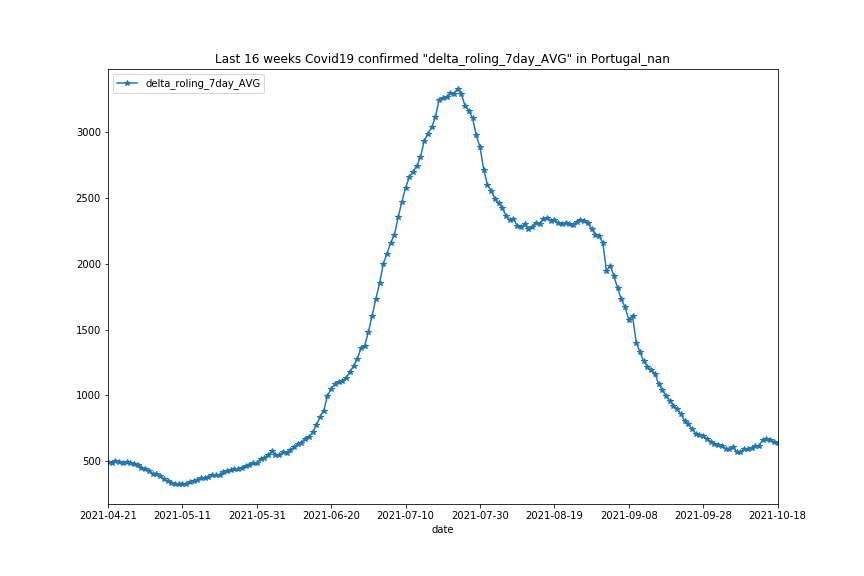 Last 16 weeks Covid19 confirmed "delta_roling_7day_AVG" in Portugal_nan
delta_roling_7day_AVG
3000
2500
2000
1500
1000
500
2021-04-21 2021-05-11 2021-05-31 2021-06-20 2021-07-10 2021-07-30 2021-08-19 2021-09-08 2021-09-28 2021-10-18
date